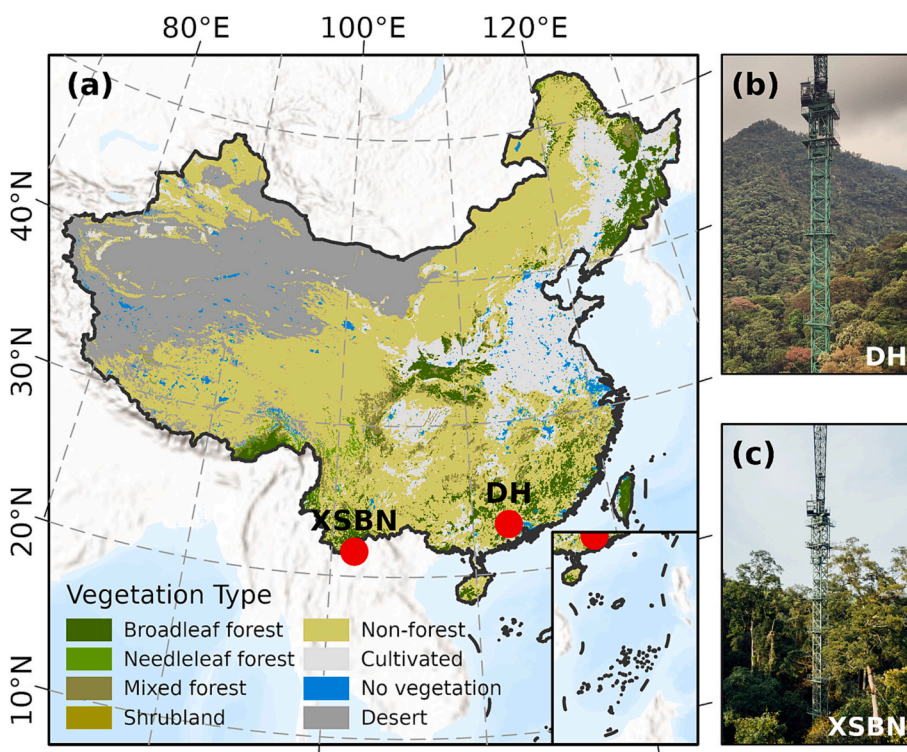 80°E 100°E 120°E
(a)
(b)
40°N
30°N
20°N
10°N
DH
XSBN
DH
(c)
XSBN
Vegetation Type
Broadleaf forest
Needleleaf forest
Mixed forest
Shrubland
Non-forest
Cultivated
No vegetation
Desert